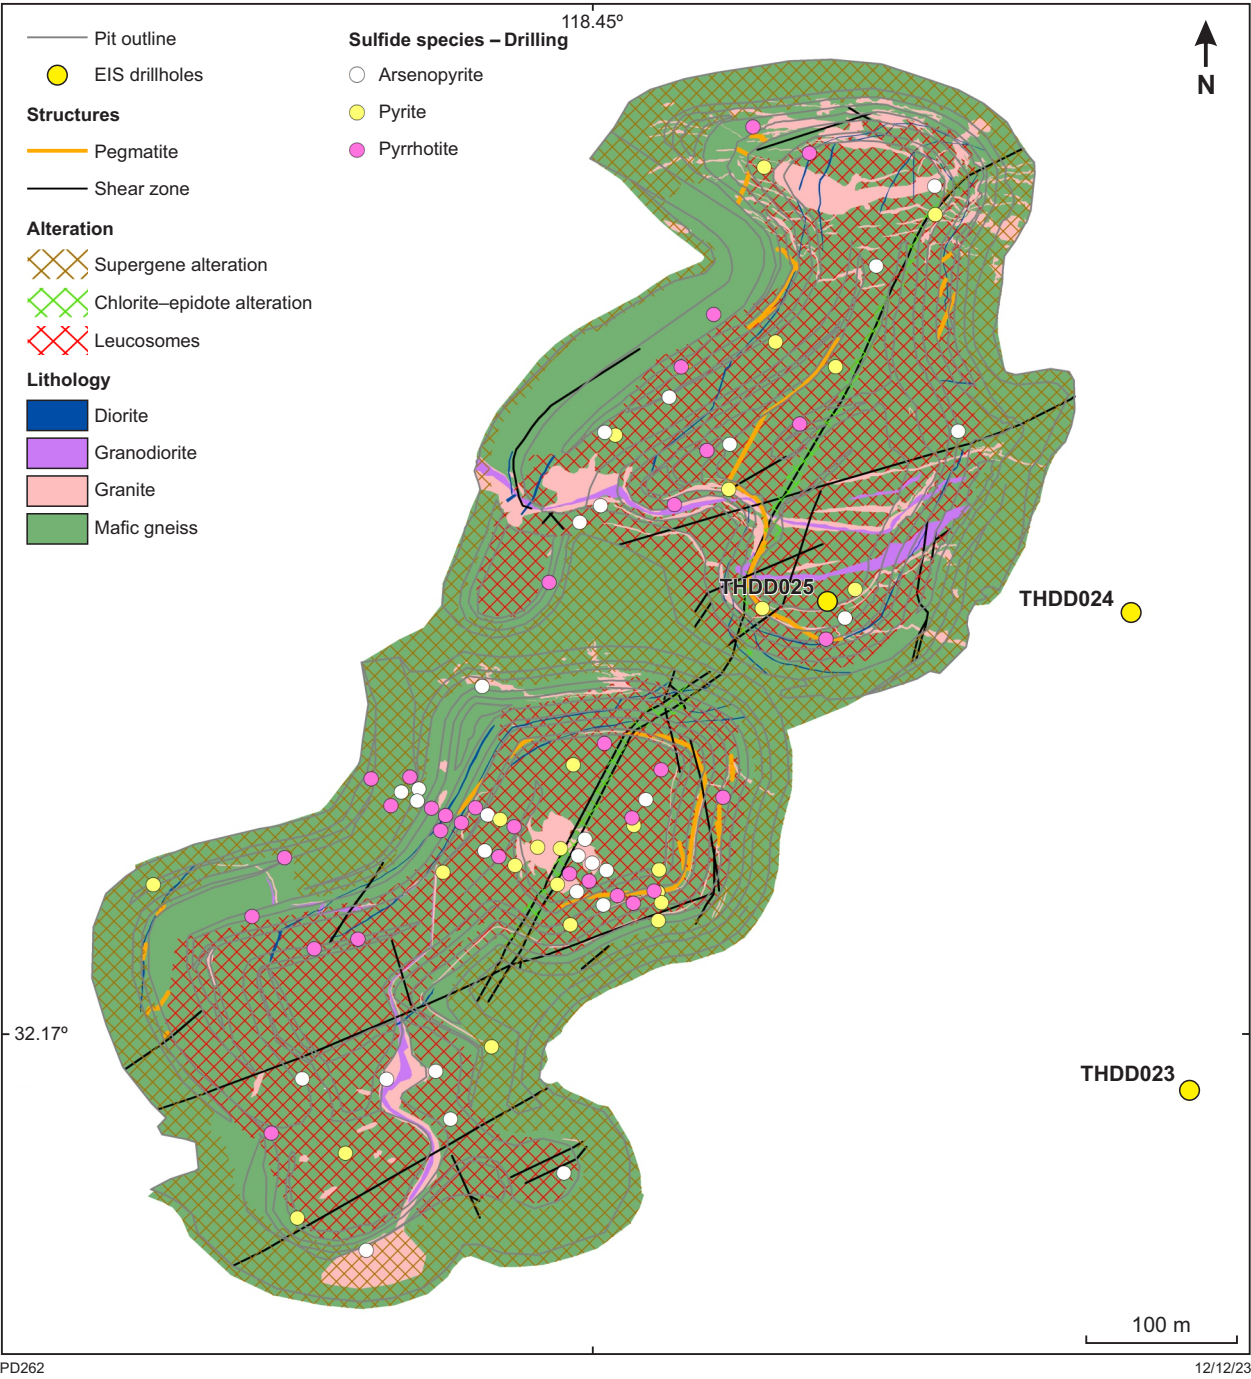 118.45º
Pit outline
EIS drillholes
Structures
Pegmatite
Shear zone
Alteration
Supergene alteration
Chlorite–epidote alteration
Leucosomes
Lithology
Diorite
Granodiorite
Granite
Mafic gneiss
Sulfide species – Drilling
Arsenopyrite
Pyrite
Pyrrhotite
N
THDD025
THDD024
32.17º
THDD023
100 m
PD262
12/12/23